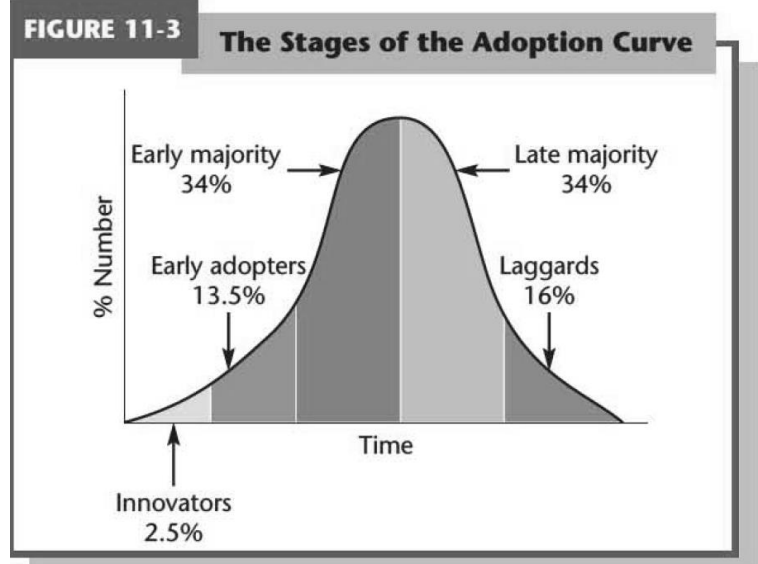 FIGURE 11-3
The Stages of the Adoption Curve
Early majority
34%
Late majority
34%
Early adopters
13.5%
Laggards
16%
% Number
Time
Innovators
2.5%